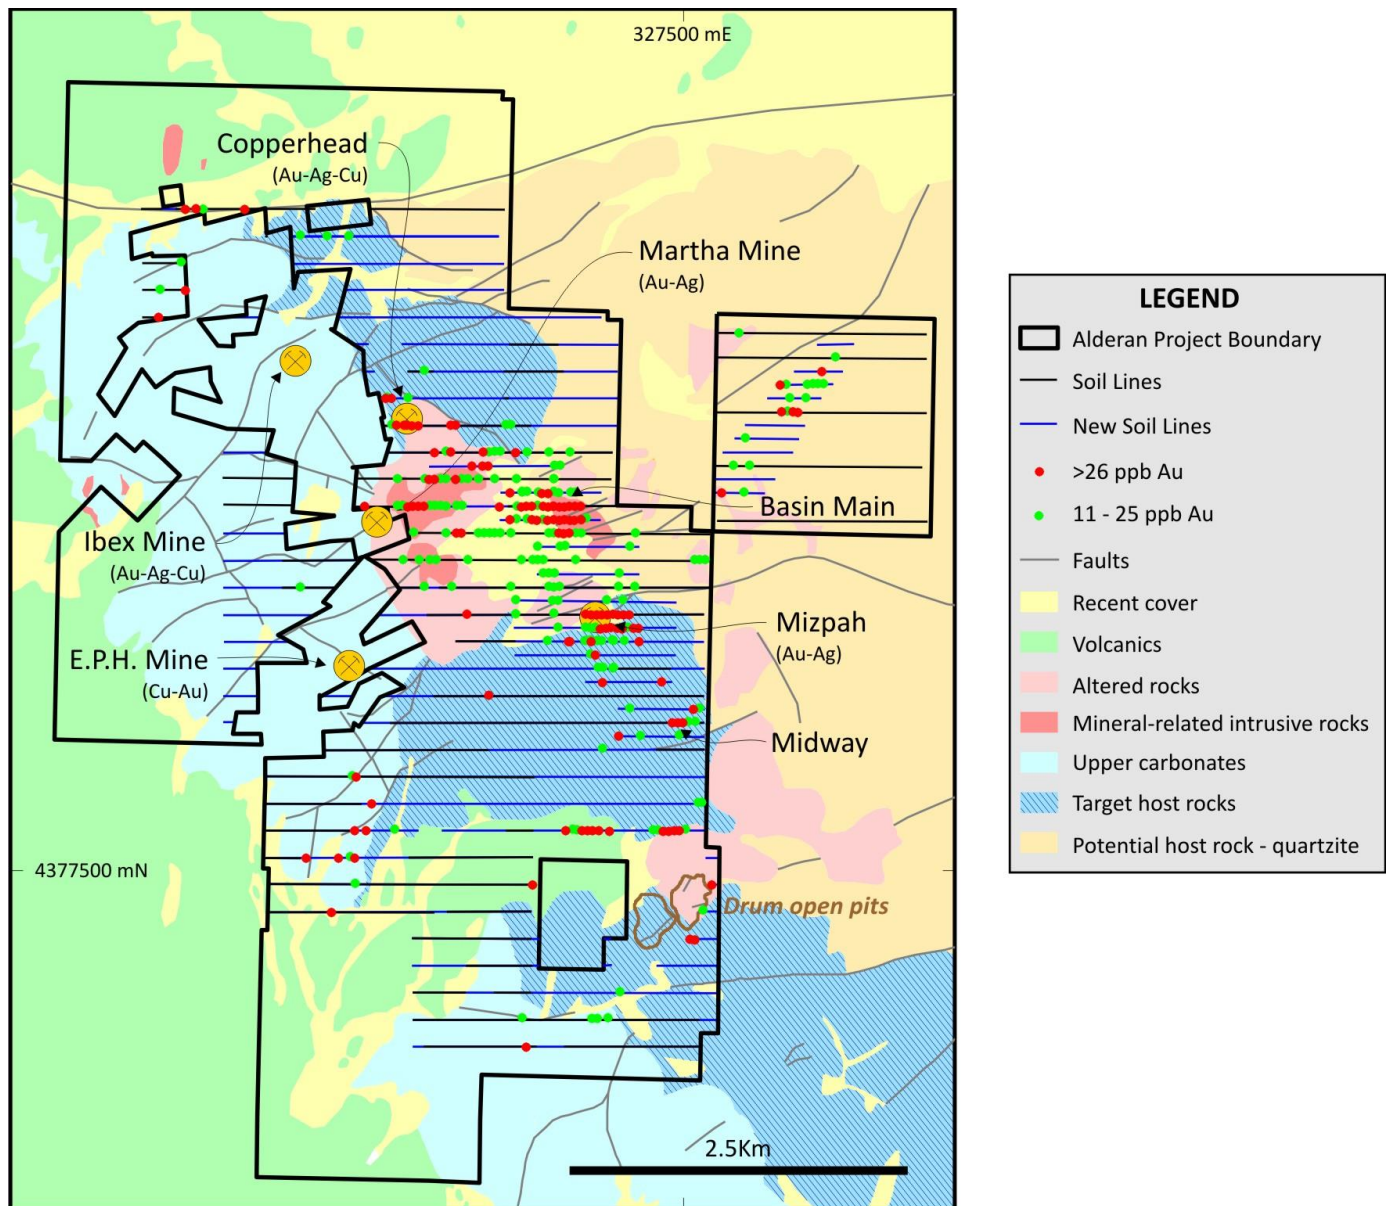 327500 mE
Copperhead
(Au-Ag-Cu)
Martha Mine
(Au-Ag)
Basin Main
Ibex Mine
(Au-Ag-Cu)
Mizpah
(Au-Ag)
E.P.H. Mine
(Cu-Au)
Midway
4377500 mN
Drum open pits
2.5Km
LEGEND
Alderan Project Boundary
Soil Lines
New Soil Lines
>26 ppb Au
11 - 25 ppb Au
Faults
Recent cover
Volcanics
Altered rocks
Mineral-related intrusive rocks
Upper carbonates
Target host rocks
Potential host rock - quartzite